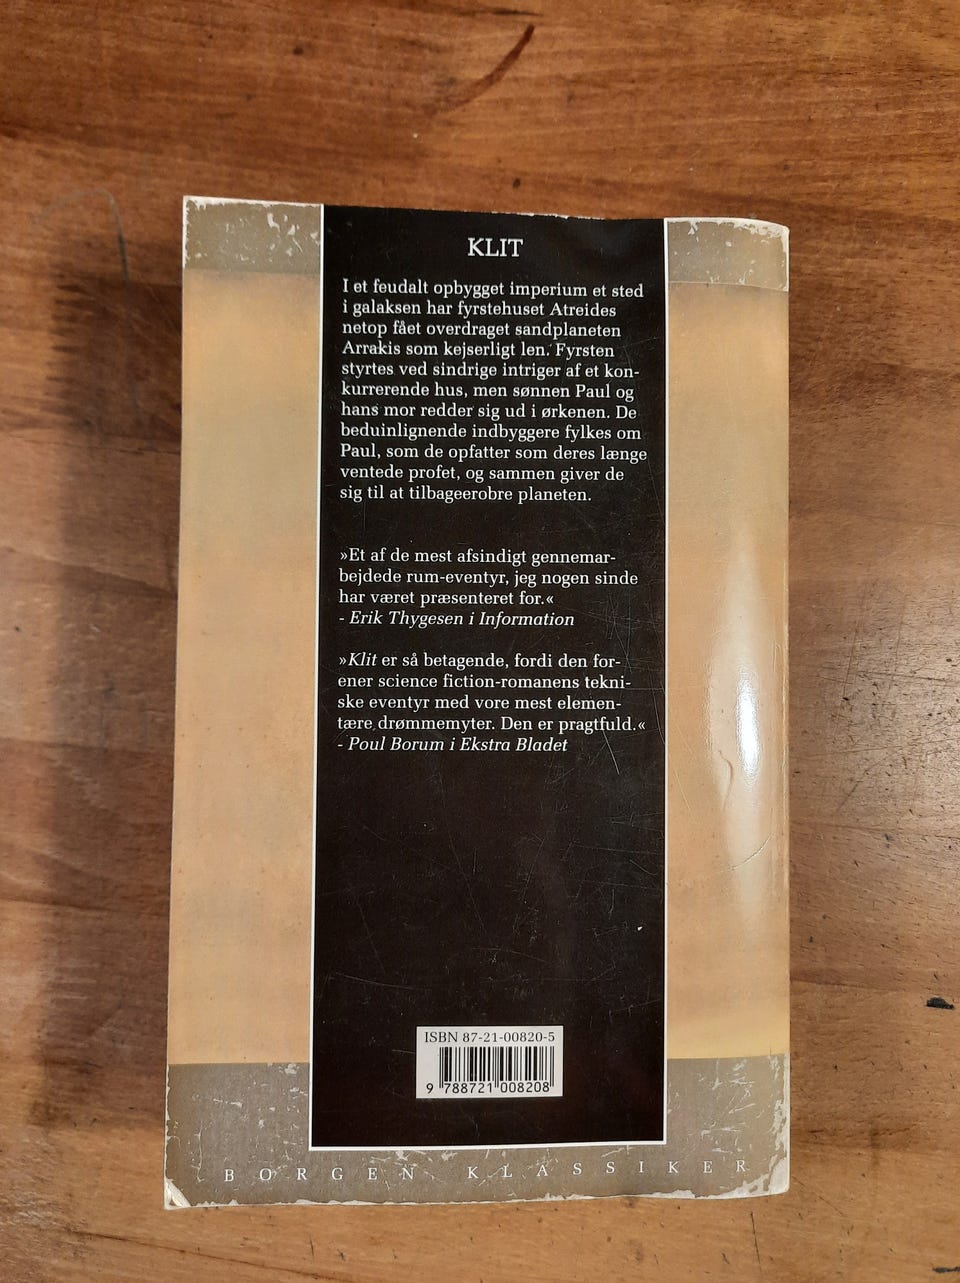 KLIT
I et feudalt opbygget imperium et sted
i galaksen har fyrstehuset Atreides
netop fået overdraget sandplaneten
Arrakis som kejserligt len. Fyrsten
styrtes ved sindrige intriger af et kon-
kurrerende hus, men sønnen Paul og
hans mor redder sig ud i ørkenen. De
beduinlignende indbyggere fylkes om
Paul, som de opfatter som deres længe
ventede profet, og sammen giver de
sig til at tilbageerobre planeten.
»Et af de mest afsindigt gennemar-
bejdede rum-eventyr, jeg nogen sinde
har været præsenteret for.«
- Erik Thygesen i Information
»Klit er så betagende, fordi den for-
ener science fiction-romanens tekni-
ske eventyr med vore mest elemen-
tære drømmemyter. Den er pragtfuld.«
- Poul Borum i Ekstra Bladet
ISBN 87-21-00820-5
9 788721 008208
BORGEN KLASSIKER